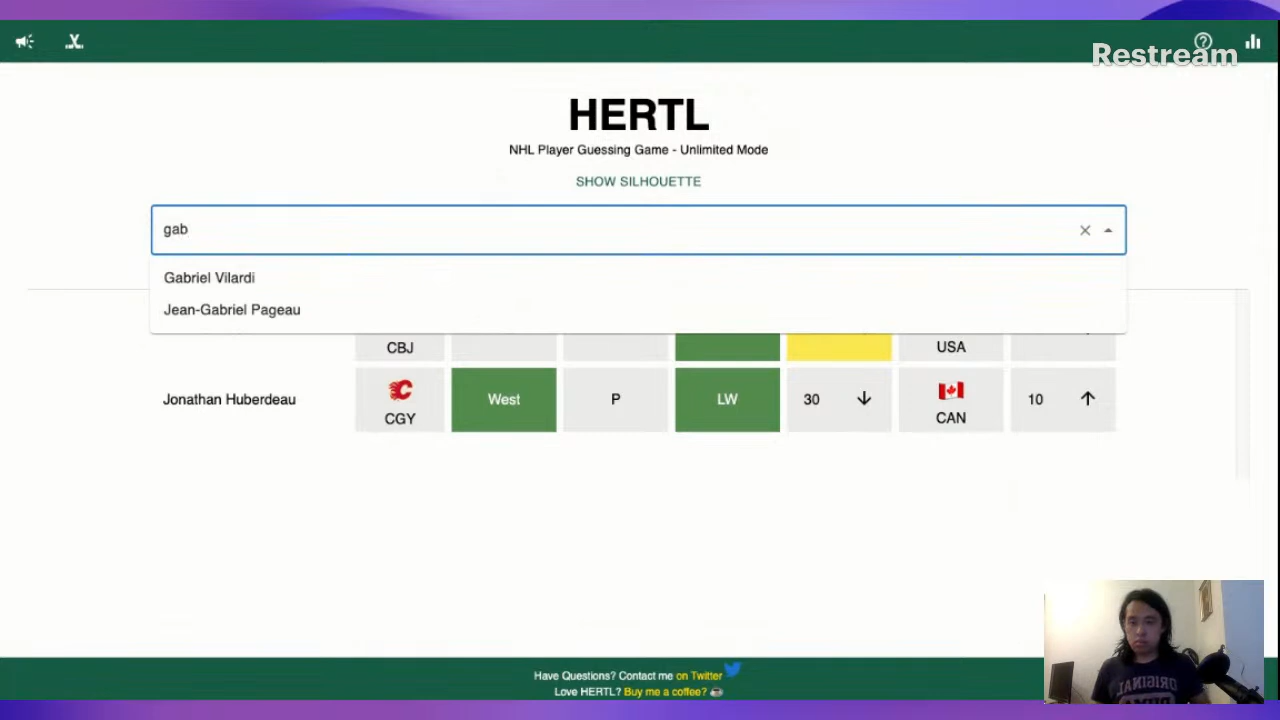 Restream
HERTL
NHL Player Guessing Game - Unlimited Mode
SHOW SILHOUETTE
gab
Gabriel Vilardi
Jean-Gabriel Pageau
CBJ USA
Jonathan Huberdeau CGY West P LW 30 CAN 10
Have Questions? Contact me on Twitter
Love HERTL? Buy me a coffee?
ORIGINAL